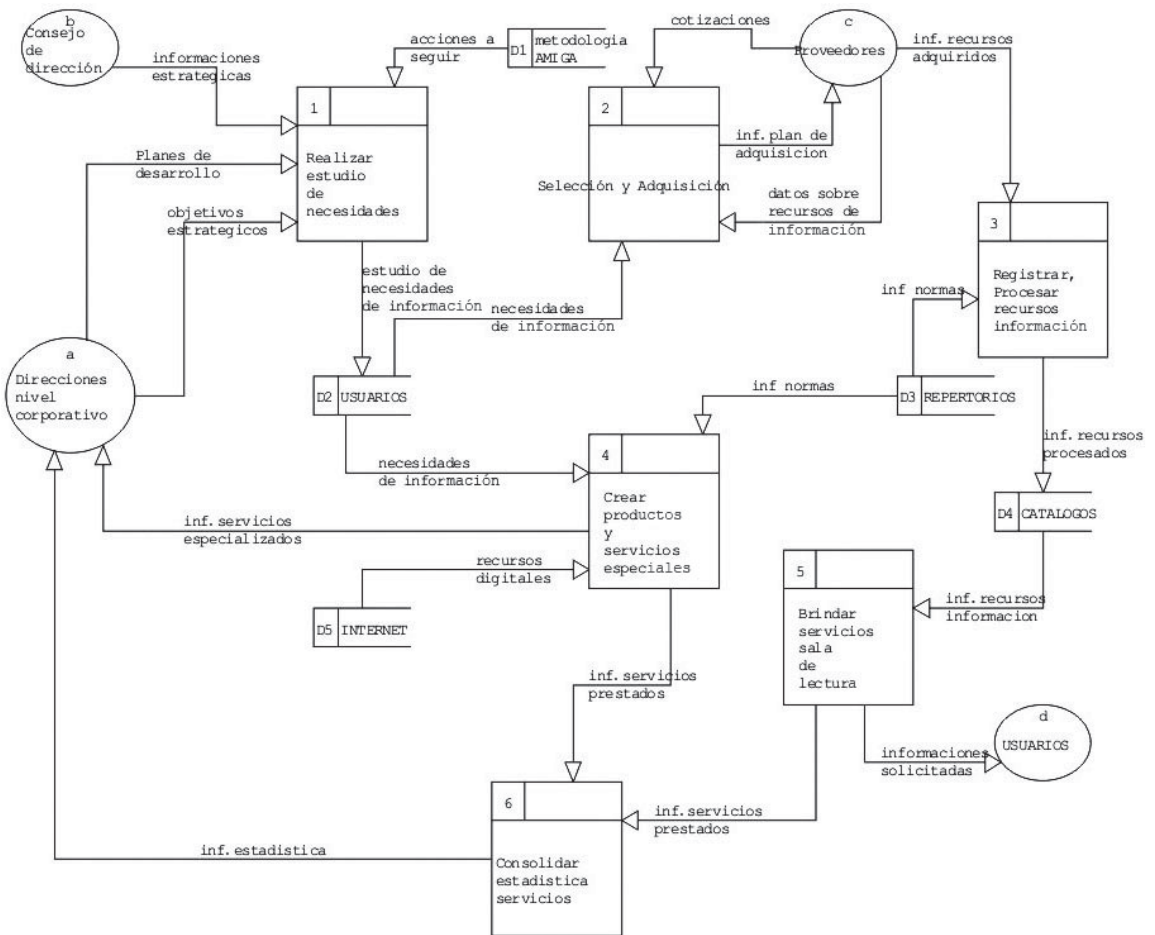 b
Consejo
de
dirección
informaciones
estrategicas
acciones a
seguir
D1
metodologia
AMIGA
cotizaciones
c
Proveedores
inf.recursos
adquiridos
1
Realizar
estudio
de
necesidades
2
Selección y Adquisición
inf.plan de
adquisicion
Planes de
desarrollo
objetivos
estrategicos
datos sobre
recursos de
información
3
Registrar,
Procesar
recursos
información
estudio de
necesidades
de información
necesidades
de información
inf normas
a
Direcciones
nivel
corporativo
D2 USUARIOS
inf normas
D3 REPERTORIOS
inf.recursos
procesados
necesidades
de información
4
Crear
productos
y
servicios
especiales
D4 CATALOGOS
inf.servicios
especializados
recursos
digitales
D5 INTERNET
5
Brindar
servicios
sala
de
lectura
inf.recursos
informacion
inf.servicios
prestados
d
USUARIOS
informaciones
solicitadas
6
Consolidar
estadistica
servicios
inf.servicios
prestados
inf.estadistica